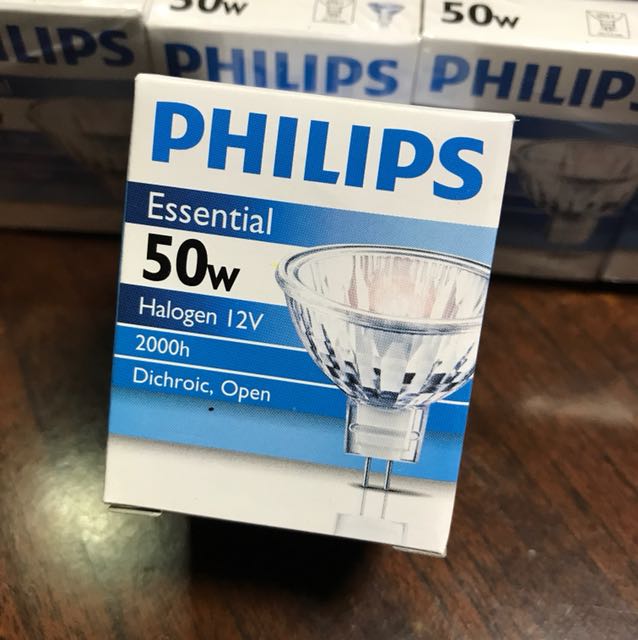 50w
50w
PHILIPS
PHILIPS
PHILIPS
Essential
50w
Halogen 12V
2000h
Dichroic, Open